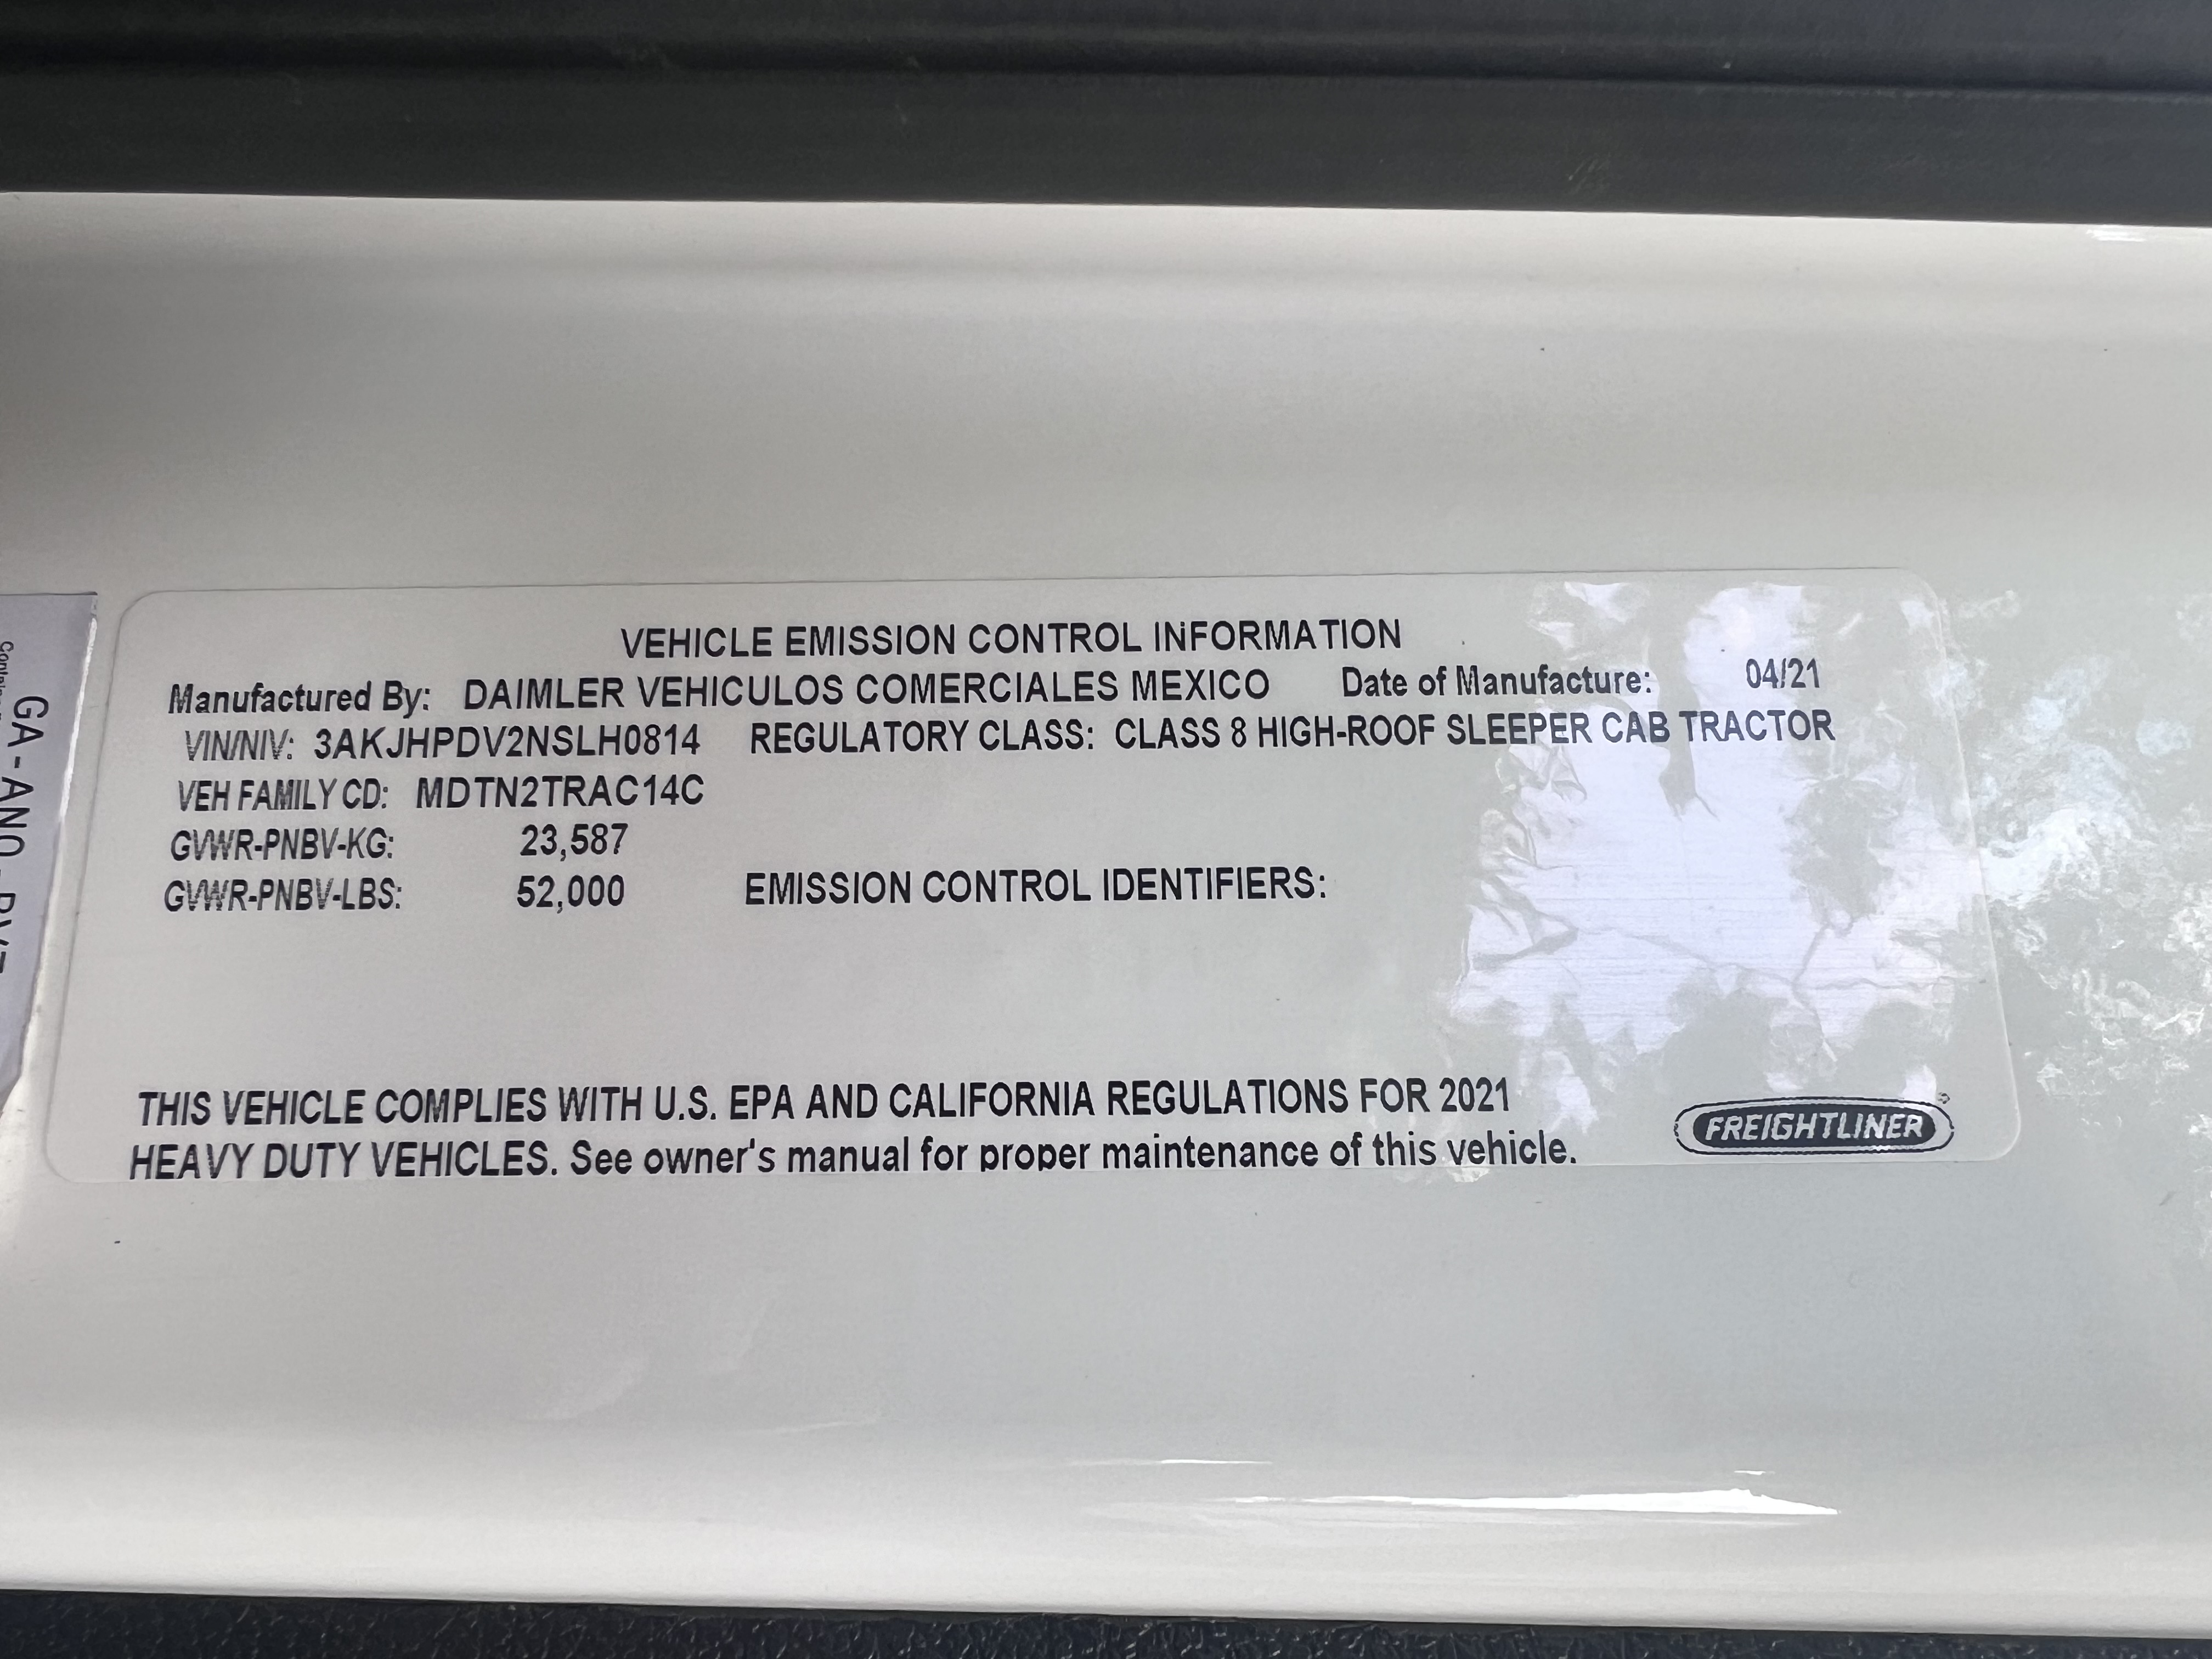 VEHICLE EMISSION CONTROL INFORMATION
Manufactured By: DAIMLER VEHICULOS COMERCIALES MEXICO Date of Manufacture: 04/21
VIN/NIV: 3AKJHPDV2NSLH0814 REGULATORY CLASS: CLASS 8 HIGH-ROOF SLEEPER CAB TRACTOR
VEH FAMILY CD: MDTN2TRAC14C
GVWR-PNBV-KG: 23,587
GVWR-PNBV-LBS: 52,000 EMISSION CONTROL IDENTIFIERS:
THIS VEHICLE COMPLIES WITH U.S. EPA AND CALIFORNIA REGULATIONS FOR 2021
HEAVY DUTY VEHICLES. See owner's manual for proper maintenance of this vehicle.
FREIGHTLINER
GA - ANO -